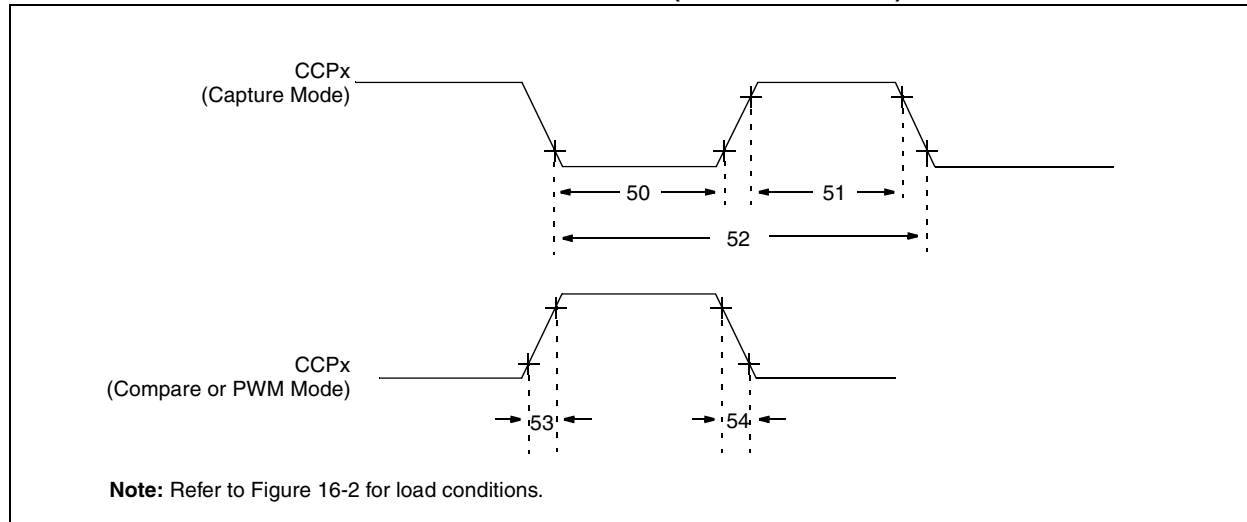 CCPx
(Capture Mode)
50
51
52
CCPx
(Compare or PWM Mode)
53
54
Note: Refer to Figure 16-2 for load conditions.